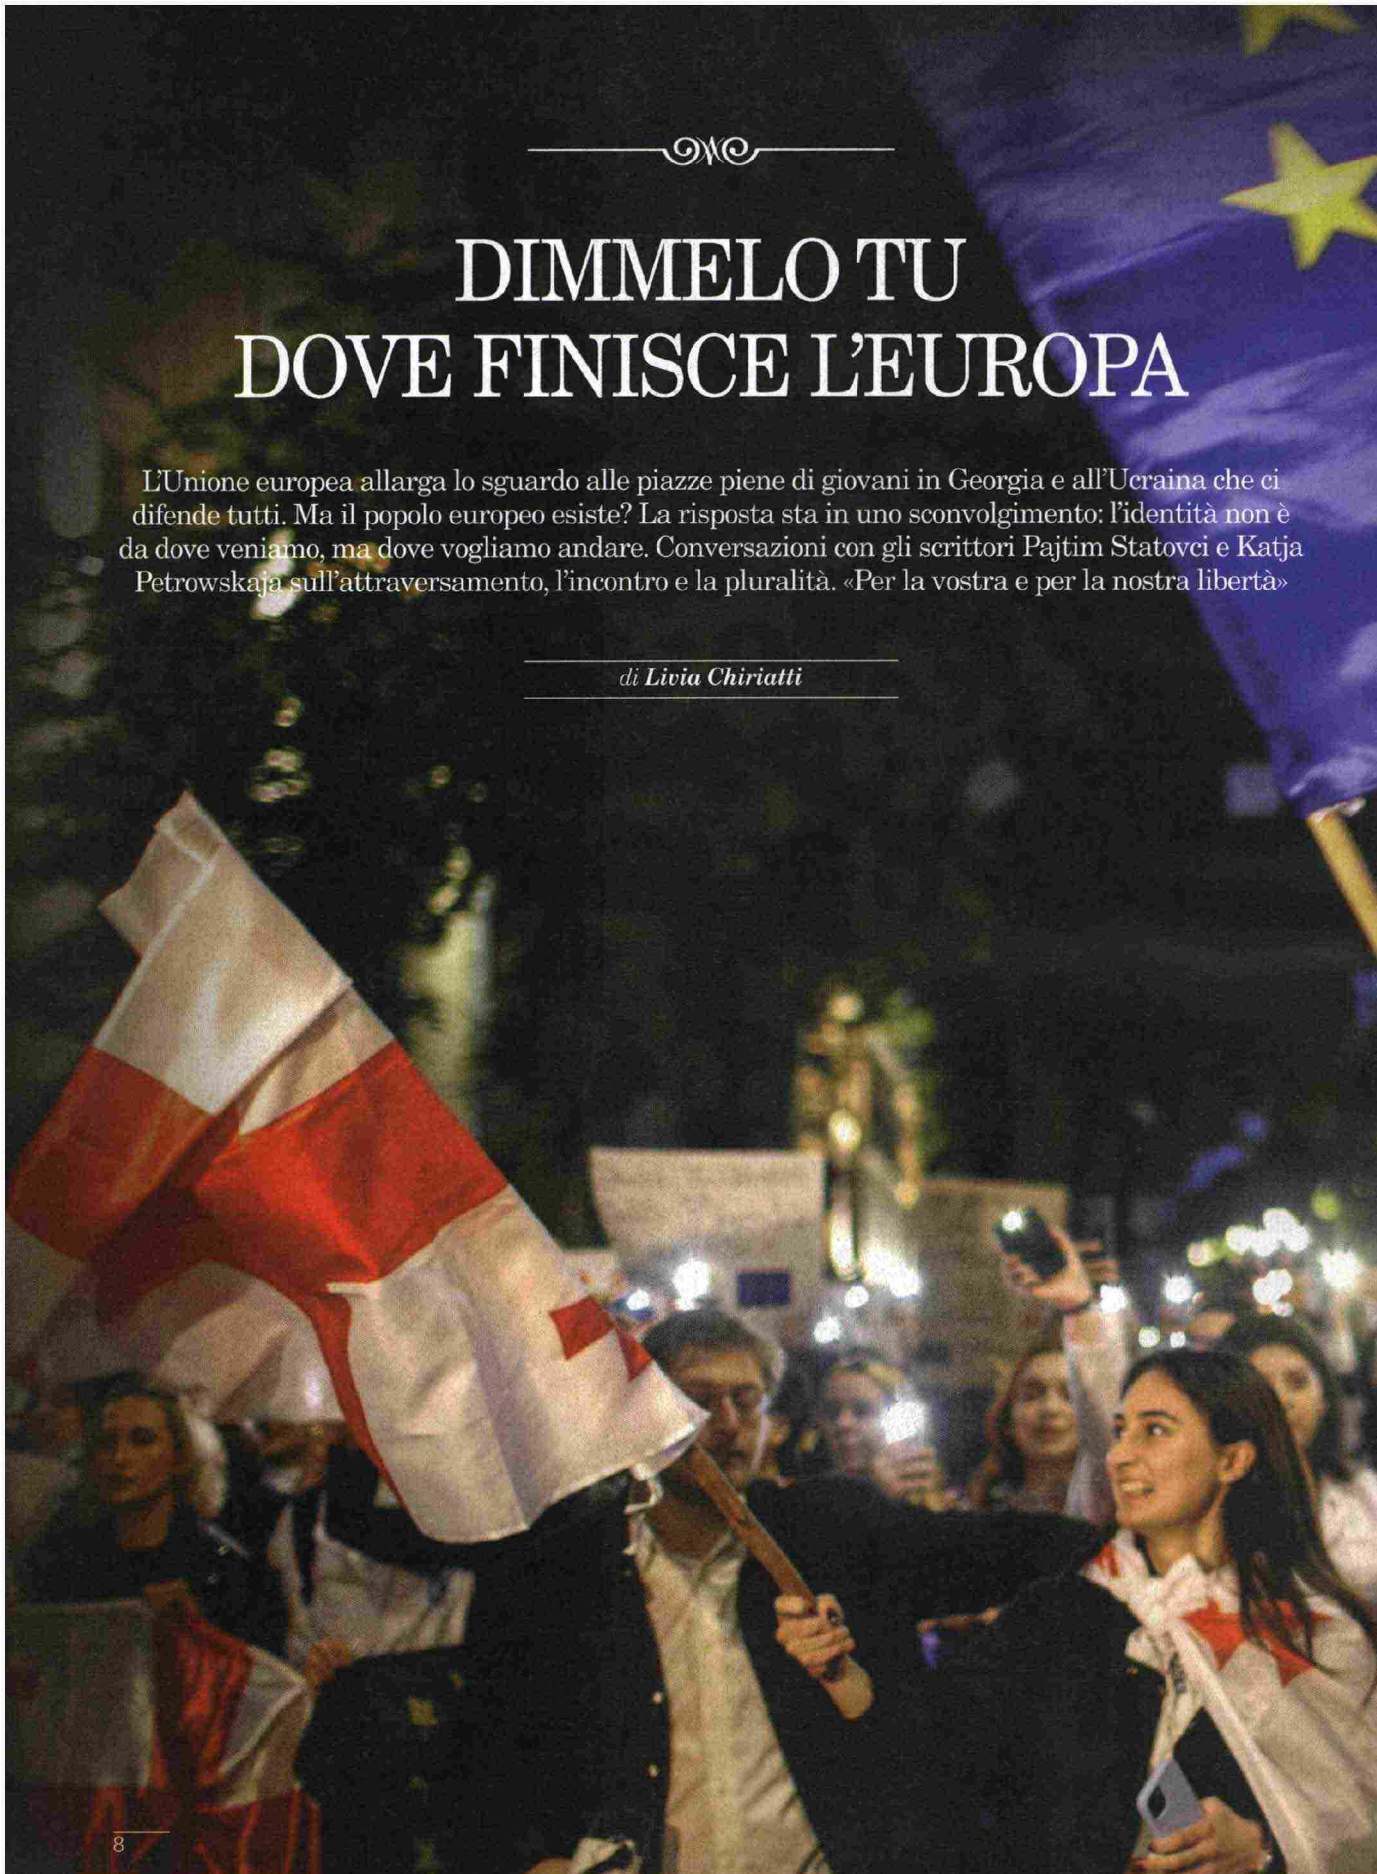 DIMMELO TU
DOVE FINISCE L'EUROPA
L'Unione europea allarga lo sguardo alle piazze piene di giovani in Georgia e all'Ucraina che ci
difende tutti. Ma il popolo europeo esiste? La risposta sta in uno sconvolgimento: l'identità non è
da dove veniamo, ma dove vogliamo andare. Conversazioni con gli scrittori Pajtim Statovci e Katja
Petrowskaja sull'attraversamento, l'incontro e la pluralità. «Per la vostra e per la nostra libertà»
di Livia Chiriatti
8